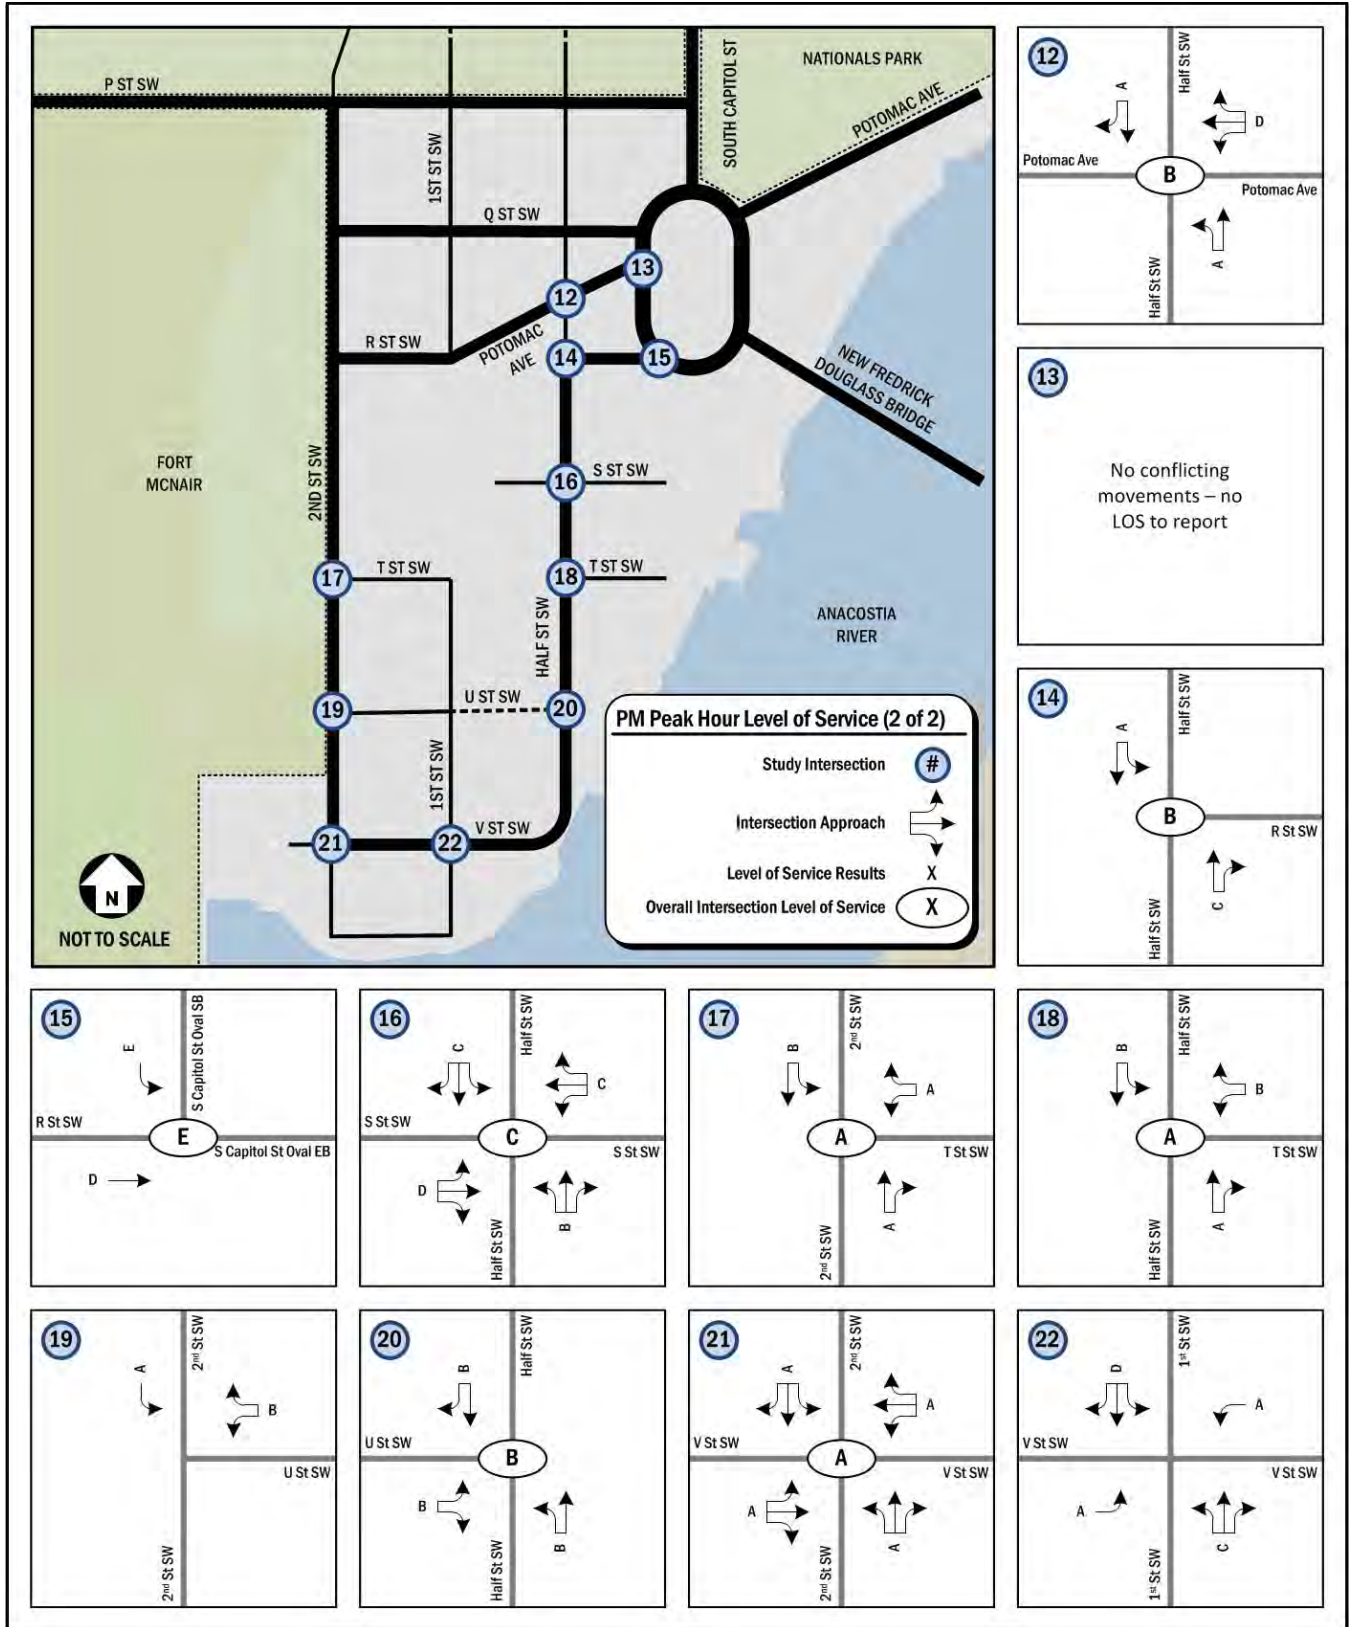 P ST SW
SOUTH CAPITOL ST
NATIONALS PARK
POTOMAC AVE
1ST ST SW
Q ST SW
13
12
R ST SW
POTOMAC
AVE
14
15
NEW FREDRICK
DOUGLASS BRIDGE
FORT
MCNAIR
2ND ST SW
16
S ST SW
17
T ST SW
18
T ST SW
HALF ST SW
ANACOSTIA
RIVER
19
U ST SW
20
1ST ST SW
21
22
V ST SW
N
NOT TO SCALE
PM Peak Hour Level of Service (2 of 2)
Study Intersection #
Intersection Approach
Level of Service Results X
Overall Intersection Level of Service X
12
Half St SW
A
D
Potomac Ave
B
Potomac Ave
A
Half St SW
13
No conflicting
movements – no
LOS to report
14
Half St SW
A
B
R St SW
C
Half St SW
15
S Capitol St Oval SB
E
R St SW
E
S Capitol St Oval EB
D
16
Half St SW
C
C
S St SW
C
S St SW
D
B
Half St SW
17
2nd St SW
B
A
A
T St SW
A
2nd St SW
18
Half St SW
B
B
A
T St SW
A
Half St SW
19
2nd St SW
A
B
U St SW
2nd St SW
20
Half St SW
B
U St SW
B
B
B
Half St SW
21
2nd St SW
A
A
V St SW
A
V St SW
A
A
2nd St SW
22
1st St SW
D
A
V St SW
V St SW
A
C
1st St SW